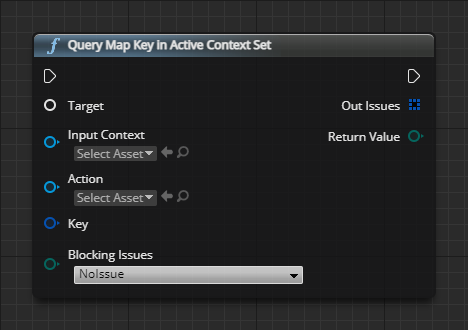 f Query Map Key in Active Context Set
Target
Out Issues
Input Context
Return Value
Select Asset
Action
Select Asset
Key
Blocking Issues
NoIssue